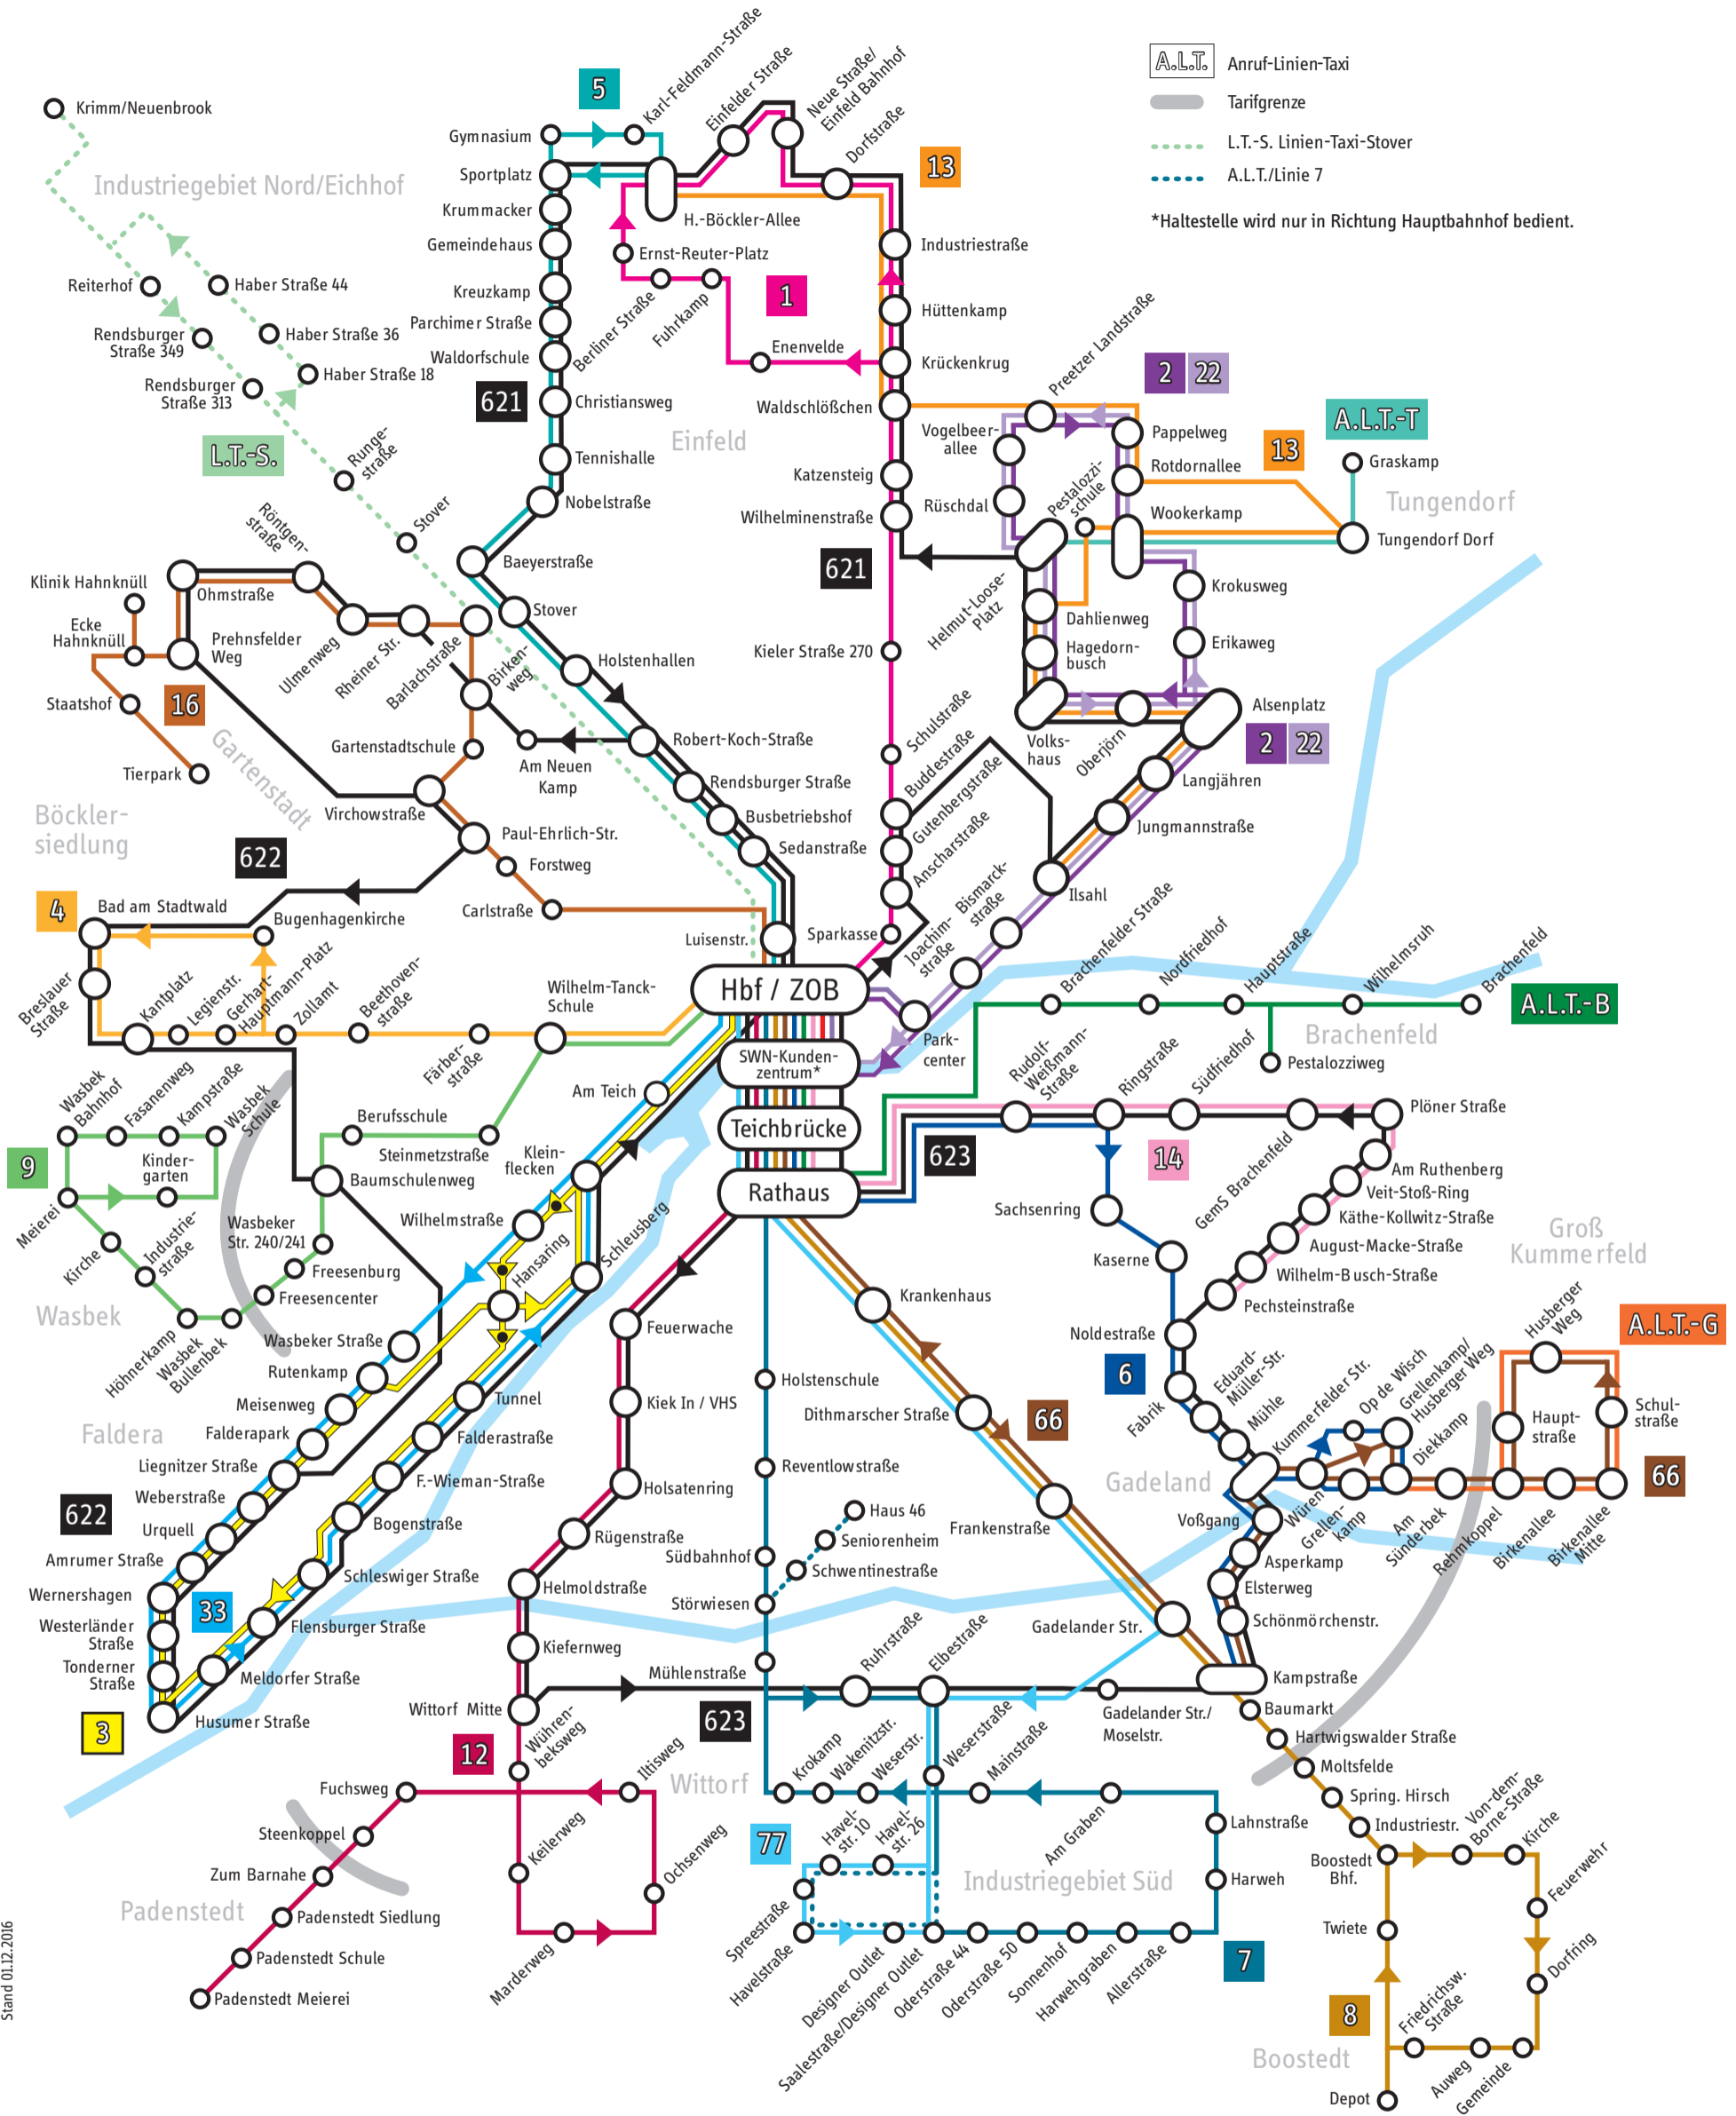 A.L.T.
Anruf-Linien-Taxi
Tarifgrenze
L.T.-S. Linien-Taxi-Stover
A.L.T./Linie 7
*Haltestelle wird nur in Richtung Hauptbahnhof bedient.
Krimm/Neuenbrook
Industriegebiet Nord/Eichhof
Reiterhof
Haber Straße 44
Rendsburger
Straße 349
Haber Straße 36
Rendsburger
Straße 313
Haber Straße 18
L.T.-S.
Runge-
straße
Stover
5
Karl-Feldmann-Straße
Gymnasium
Sportplatz
Krummacker
Gemeindehaus
Kreuzkamp
Parchimer Straße
Waldorfschule
621
Christiansweg
Tennishalle
Nobelstraße
Baeyerstraße
Stover
Holstenhallen
Robert-Koch-Straße
Rendsburger Straße
Busbetriebshof
Sedanstraße
Luisenstr.
Einfelder Straße
Neue Straße/
Einfeld Bahnhof
Dorfstraße
13
H.-Böckler-Allee
Ernst-Reuter-Platz
Berliner Straße
Fuhrkamp
1
Enenvelde
Einfeld
Industriestraße
Hüttenkamp
Krückenkrug
Waldschlößchen
Katzensteig
Wilhelminenstraße
621
Kieler Straße 270
Schulstraße
Buddestraße
Gutenbergstraße
Anscharstraße
Sparkasse
Joachim-
straße
Bismarck-
straße
Preetzer Landstraße
2
22
Vogelbeer-
allee
Rüschdal
Pappelweg
Rotdornallee
13
A.L.T.-T
Graskamp
Tungendorf
Tungendorf Dorf
Pestalozzi-
schule
Wookerkamp
Helmut-Loose-
Platz
Dahlienweg
Hagedorn-
busch
Krokusweg
Erikaweg
Alsenplatz
2
22
Volks-
haus
Oberjörn
Langjähren
Jungmannstraße
Ilsahl
Röntgen-
straße
Klinik Hahnknüll
Ohmstraße
Ecke
Hahnknüll
Prehnsfelder
Weg
Ulmenweg
Rheiner Str.
Barlachstraße
Birken-
weg
Staatshof
16
Tierpark
Gartenstadt
Gartenstadtschule
Am Neuen
Kamp
Virchowstraße
Paul-Ehrlich-Str.
Forstweg
Carlstraße
Böckler-
siedlung
622
4
Bad am Stadtwald
Bugenhagenkirche
Breslauer
Straße
Kantplatz
Legienstr.
Gerhart-
Hauptmann-Platz
Zollamt
Beethoven-
straße
Färber-
straße
Wilhelm-Tanck-
Schule
Hbf / ZOB
SWN-Kunden-
zentrum*
Teichbrücke
Rathaus
Park-
center
Brachenfelder Straße
Nordfriedhof
Hauptstraße
Wilhelmsruh
Brachenfeld
A.L.T.-B
Brachenfeld
Pestalozziweg
Wasbek
Bahnhof
Fasanenweg
Kampstraße
Wasbek
Schule
9
Kinder-
garten
Meierei
Kirche
Industrie-
straße
Höhnerkamp
Wasbek
Bullenbek
Wasbek
Berufsschule
Steinmetzstraße
Baumschulenweg
Wasbeker
Str. 240/241
Freesenburg
Freesencenter
Am Teich
Klein-
flecken
Wilhelmstraße
Hansaring
Schleusberg
Wasbeker Straße
Rutenkamp
Meisenweg
Falderapark
Faldera
Liegnitzer Straße
Weberstraße
622
Urquell
Amrumer Straße
Wernershagen
Westerländer
Straße
Tonderner
Straße
3
33
Tunnel
Falderastraße
F.-Wieman-Straße
Bogenstraße
Schleswiger Straße
Flensburger Straße
Meldorfer Straße
Husumer Straße
Feuerwache
Kiek In / VHS
Holsatenring
Rügenstraße
Helmoldstraße
Kiefernweg
Wittorf Mitte
Wühren-
beksweg
12
Iltisweg
Wittorf
Fuchsweg
Steenkoppel
Zum Barnahe
Padenstedt
Padenstedt Siedlung
Padenstedt Schule
Padenstedt Meierei
Keilerweg
Ochsenweg
Marderweg
Holstenschule
Reventlowstraße
Südbahnhof
Störwiesen
Haus 46
Seniorenheim
Schwentinestraße
Mühlenstraße
623
Ruhrstraße
Elbestraße
Krokamp
Wakenitzstr.
Weserstr.
Weserstraße
Mainstraße
Am Graben
Lahnstraße
Harweh
77
Havel-
str. 10
Havel-
str. 26
Industriegebiet Süd
Spreestraße
Havelstraße
Designer Outlet
Saalestraße/Designer Outlet
Oderstraße 44
Oderstraße 50
Sonnenhof
Harwehgraben
Allerstraße
7
Krankenhaus
Dithmarscher Straße
66
Frankenstraße
Gadelander Str.
Gadelander Str./
Moselstr.
Kampstraße
Rudolf-
Weißmann-
Straße
Ringstraße
Südfriedhof
Plöner Straße
623
14
GemS Brachenfeld
Am Ruthenberg
Veit-Stoß-Ring
Käthe-Kollwitz-Straße
August-Macke-Straße
Wilhelm-Busch-Straße
Pechsteinstraße
Sachsenring
Kaserne
Noldestraße
6
Fabrik
Eduard-
Müller-Str.
Mühle
Gadeland
Kummerfelder Str.
Op de Wisch
Grellenkamp/
Husberger Weg
Diekkamp
Voßgang
Würen
Grellen-
kamp
Am
Sünderbek
Rehmkoppel
Birkenallee
Birkenallee
Mitte
Groß
Kummerfeld
Husberger
Weg
A.L.T.-G
Haupt-
straße
Schul-
straße
66
Asperkamp
Elsterweg
Schönmörchenstr.
Baumarkt
Hartwigswalder Straße
Moltsfelde
Spring. Hirsch
Industriestr.
Boostedt
Bhf.
Von-dem-
Borne-Straße
Kirche
Feuerwehr
Twiete
Dorfring
8
Friedrichsw.
Straße
Auweg
Gemeinde
Boostedt
Depot
Stand 01.12.2016